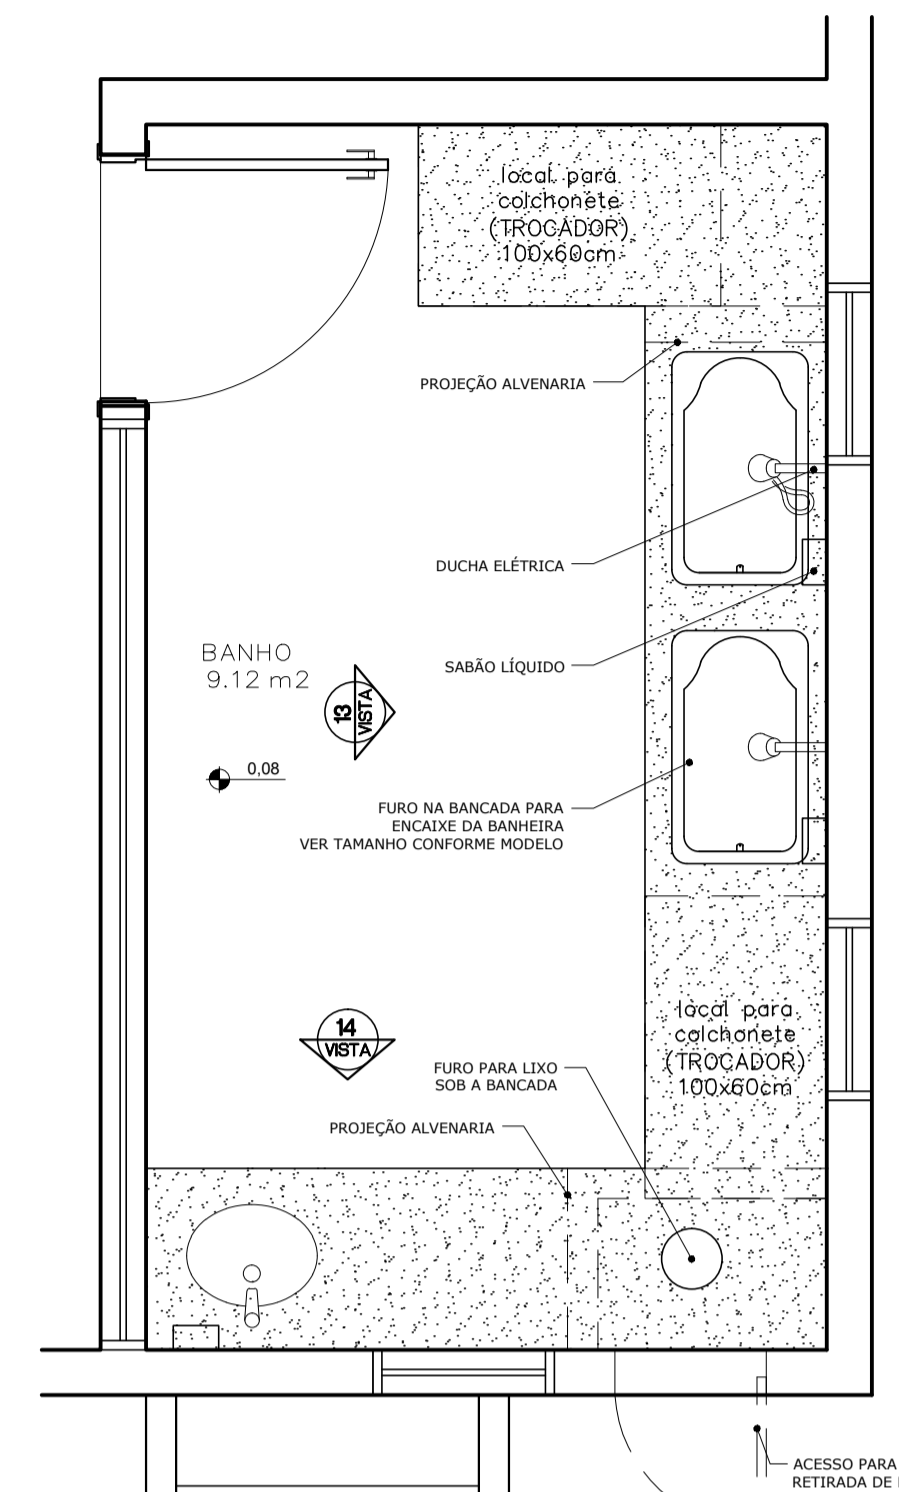 local para
colchonete
(TROCADOR)
100x60cm
PROJEÇÃO ALVENARIA
DUCHA ELÉTRICA
SABÃO LÍQUIDO
BANHO
9.12 m2
13
VISTA
0,08
FURO NA BANCADA PARA
ENCAIXE DA BANHEIRA
VER TAMANHO CONFORME MODELO
local para
colchonete
(TROCADOR)
100x60cm
14
VISTA
FURO PARA LIXO
SOB A BANCADA
PROJEÇÃO ALVENARIA
ACESSO PARA
RETIRADA DE